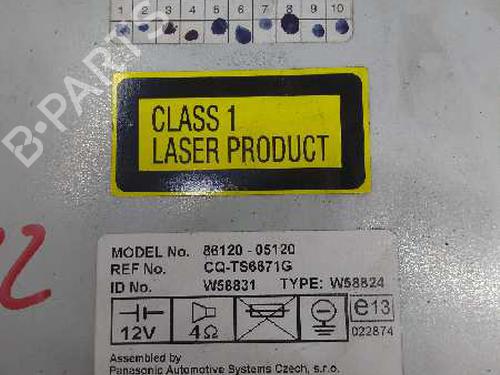 1 2 3 4 5 6 7 8 9 10
CLASS 1
LASER PRODUCT
B-PARTS
22
MODEL No. 86120 - 05120
REF No. CQ-TS6671G
ID No. W58831 TYPE: W58824
12V 4Ω e13
022874
Assembled by
Panasonic Automotive Systems Czech, s.r.o.